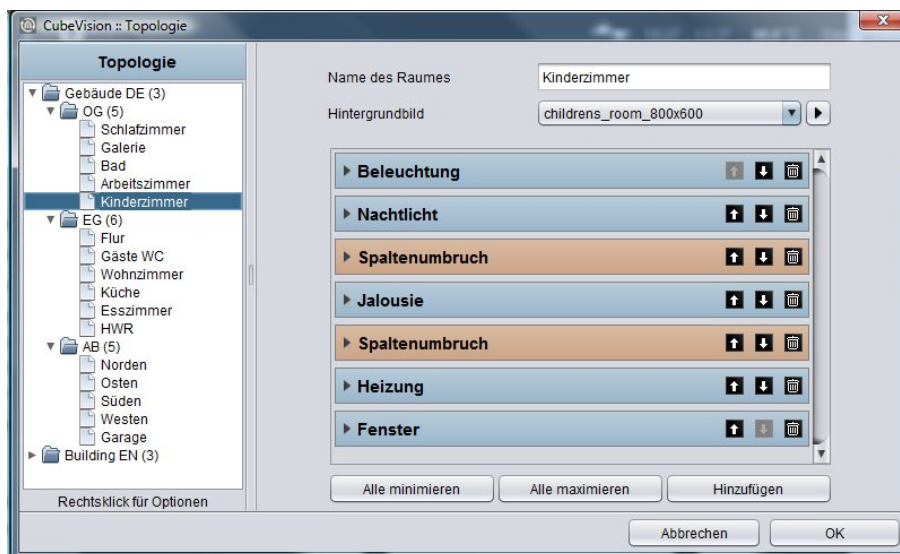 CubeVision :: Topologie
Topologie
Gebäude DE (3)
OG (5)
Schlafzimmer
Galerie
Bad
Arbeitszimmer
Kinderzimmer
EG (6)
Flur
Gäste WC
Wohnzimmer
Küche
Esszimmer
HWR
AB (5)
Norden
Osten
Süden
Westen
Garage
Building EN (3)
Rechtsklick für Optionen
Name des Raumes Kinderzimmer
Hintergrundbild childrens_room_800x600
Beleuchtung
Nachtlicht
Spaltenumbruch
Jalousie
Spaltenumbruch
Heizung
Fenster
Alle minimieren Alle maximieren Hinzufügen
Abbrechen OK